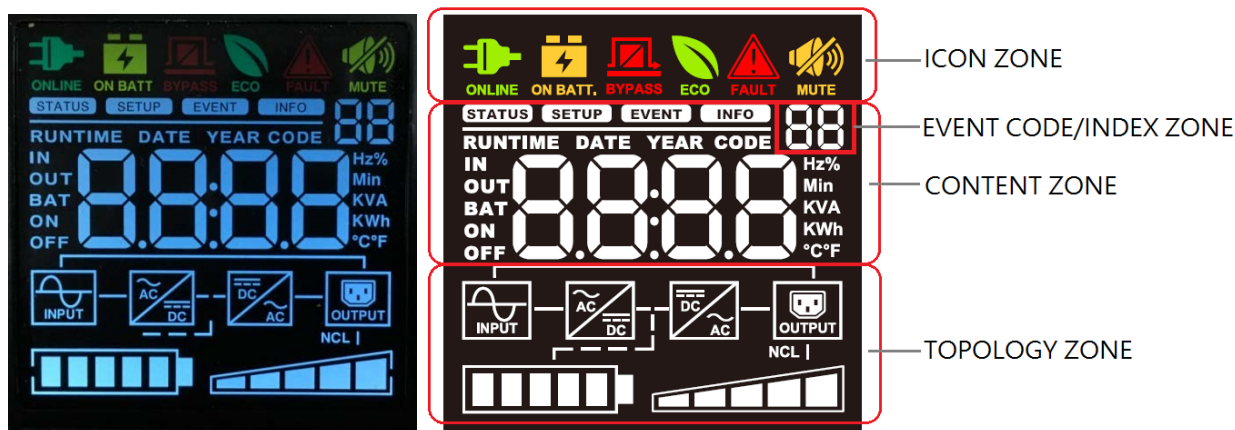 ONLINE ON BATT BYPASS ECO FAULT MUTE
STATUS SETUP EVENT INFO 88
RUNTIME DATE YEAR CODE
IN
OUT
BAT
ON
OFF
88:88
Hz%
Min
KVA
KWh
°C°F
INPUT
AC
DC
DC
AC
OUTPUT
NCL
ONLINE ON BATT. BYPASS ECO FAULT MUTE
STATUS SETUP EVENT INFO 88
RUNTIME DATE YEAR CODE
IN
OUT
BAT
ON
OFF
8.8:8.8
Hz%
Min
KVA
KWh
°C°F
INPUT
AC
DC
DC
AC
OUTPUT
NCL
ICON ZONE
EVENT CODE/INDEX ZONE
CONTENT ZONE
TOPOLOGY ZONE